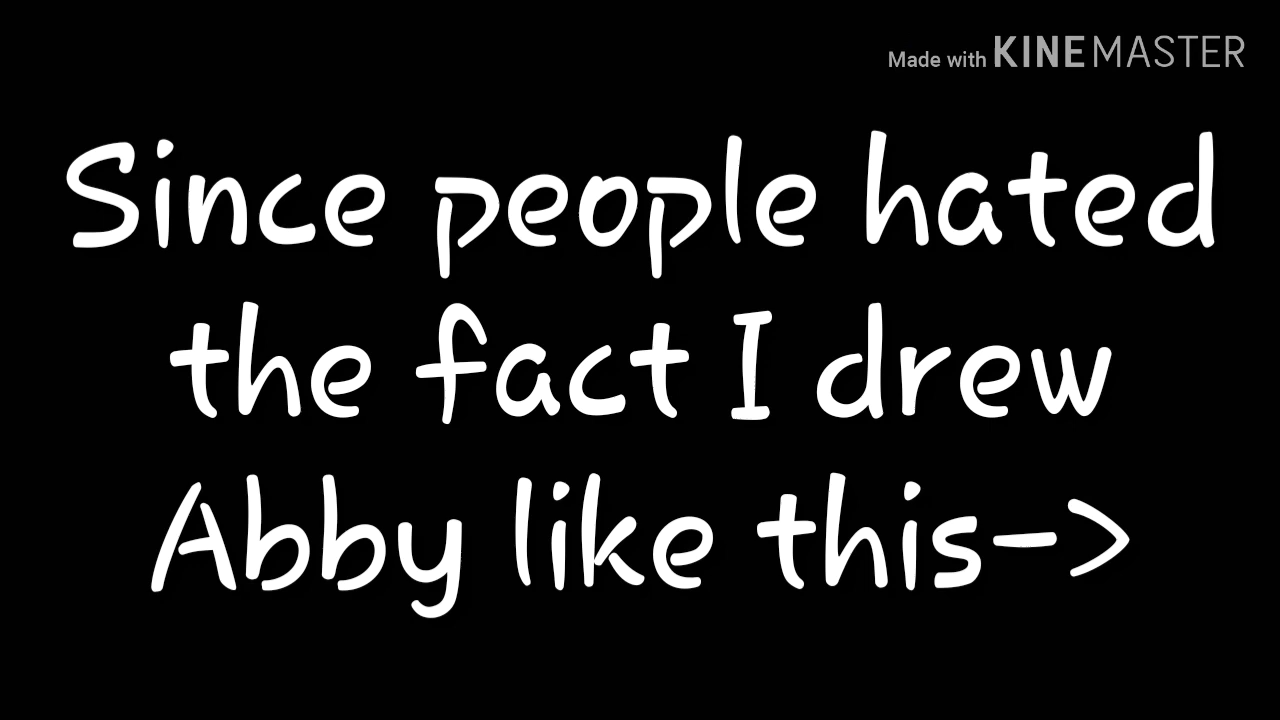 Made with KINEMASTER
Since people hated
the fact I drew
Abby like this->